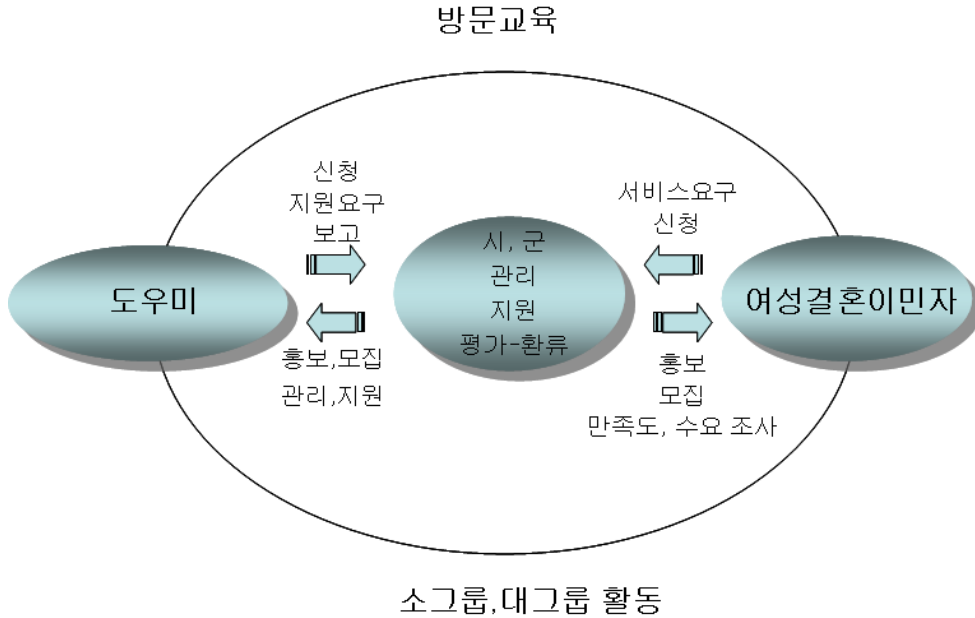 방문교육
신청
지원요구
보고
서비스요구
신청
도우미
시, 군
관리
지원
평가-환류
여성결혼이민자
홍보,모집
관리,지원
홍보
모집
만족도, 수요 조사
소그룹,대그룹 활동